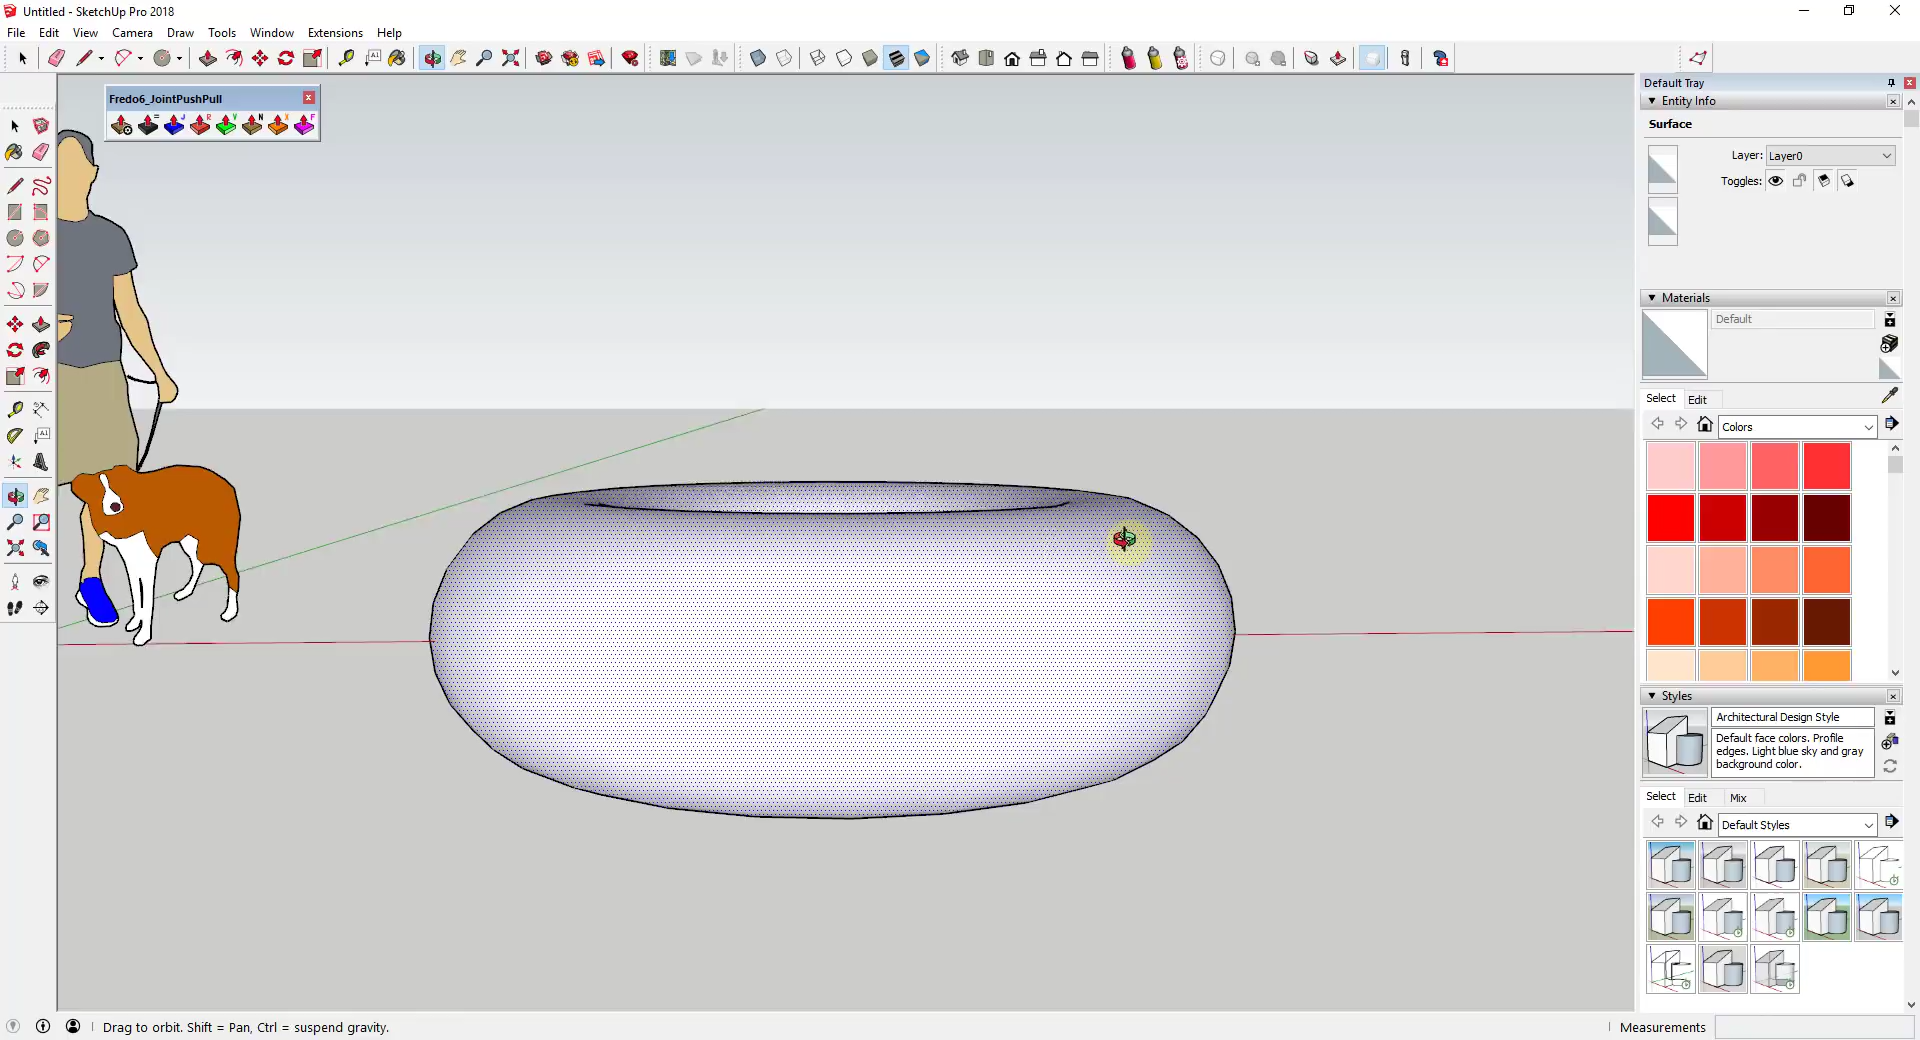 Untitled - SketchUp Pro 2018
File Edit View Camera Draw Tools Window Extensions Help
Fredo6_JointPushPull
= J R V N X F
Default Tray
Entity Info
Surface
Layer: Layer0
Toggles:
Materials
Default
Select Edit
Colors
Styles
Architectural Design Style
Default face colors. Profile
edges. Light blue sky and gray
background color.
Select Edit Mix
Default Styles
Drag to orbit. Shift = Pan, Ctrl = suspend gravity.
Measurements